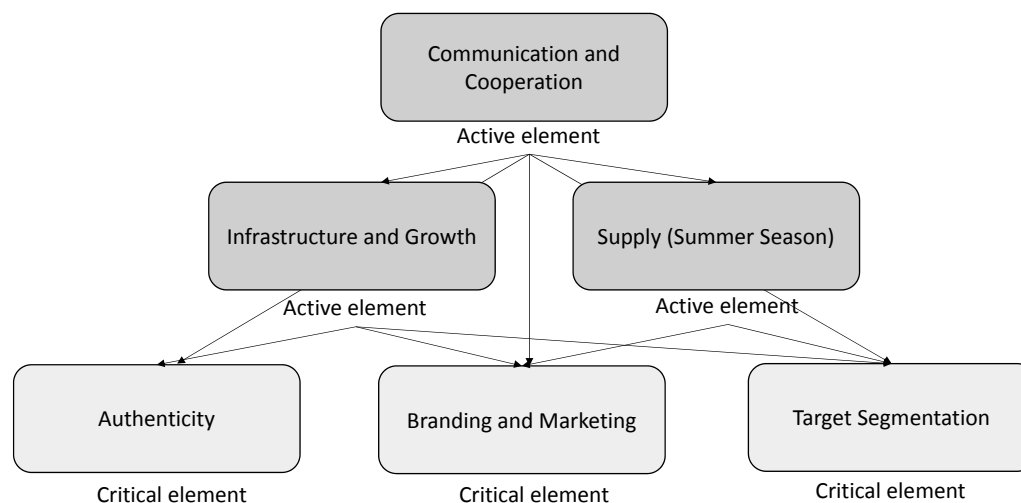 Communication and
Cooperation
Active element
Infrastructure and Growth
Supply (Summer Season)
Active element
Active element
Authenticity
Branding and Marketing
Target Segmentation
Critical element
Critical element
Critical element